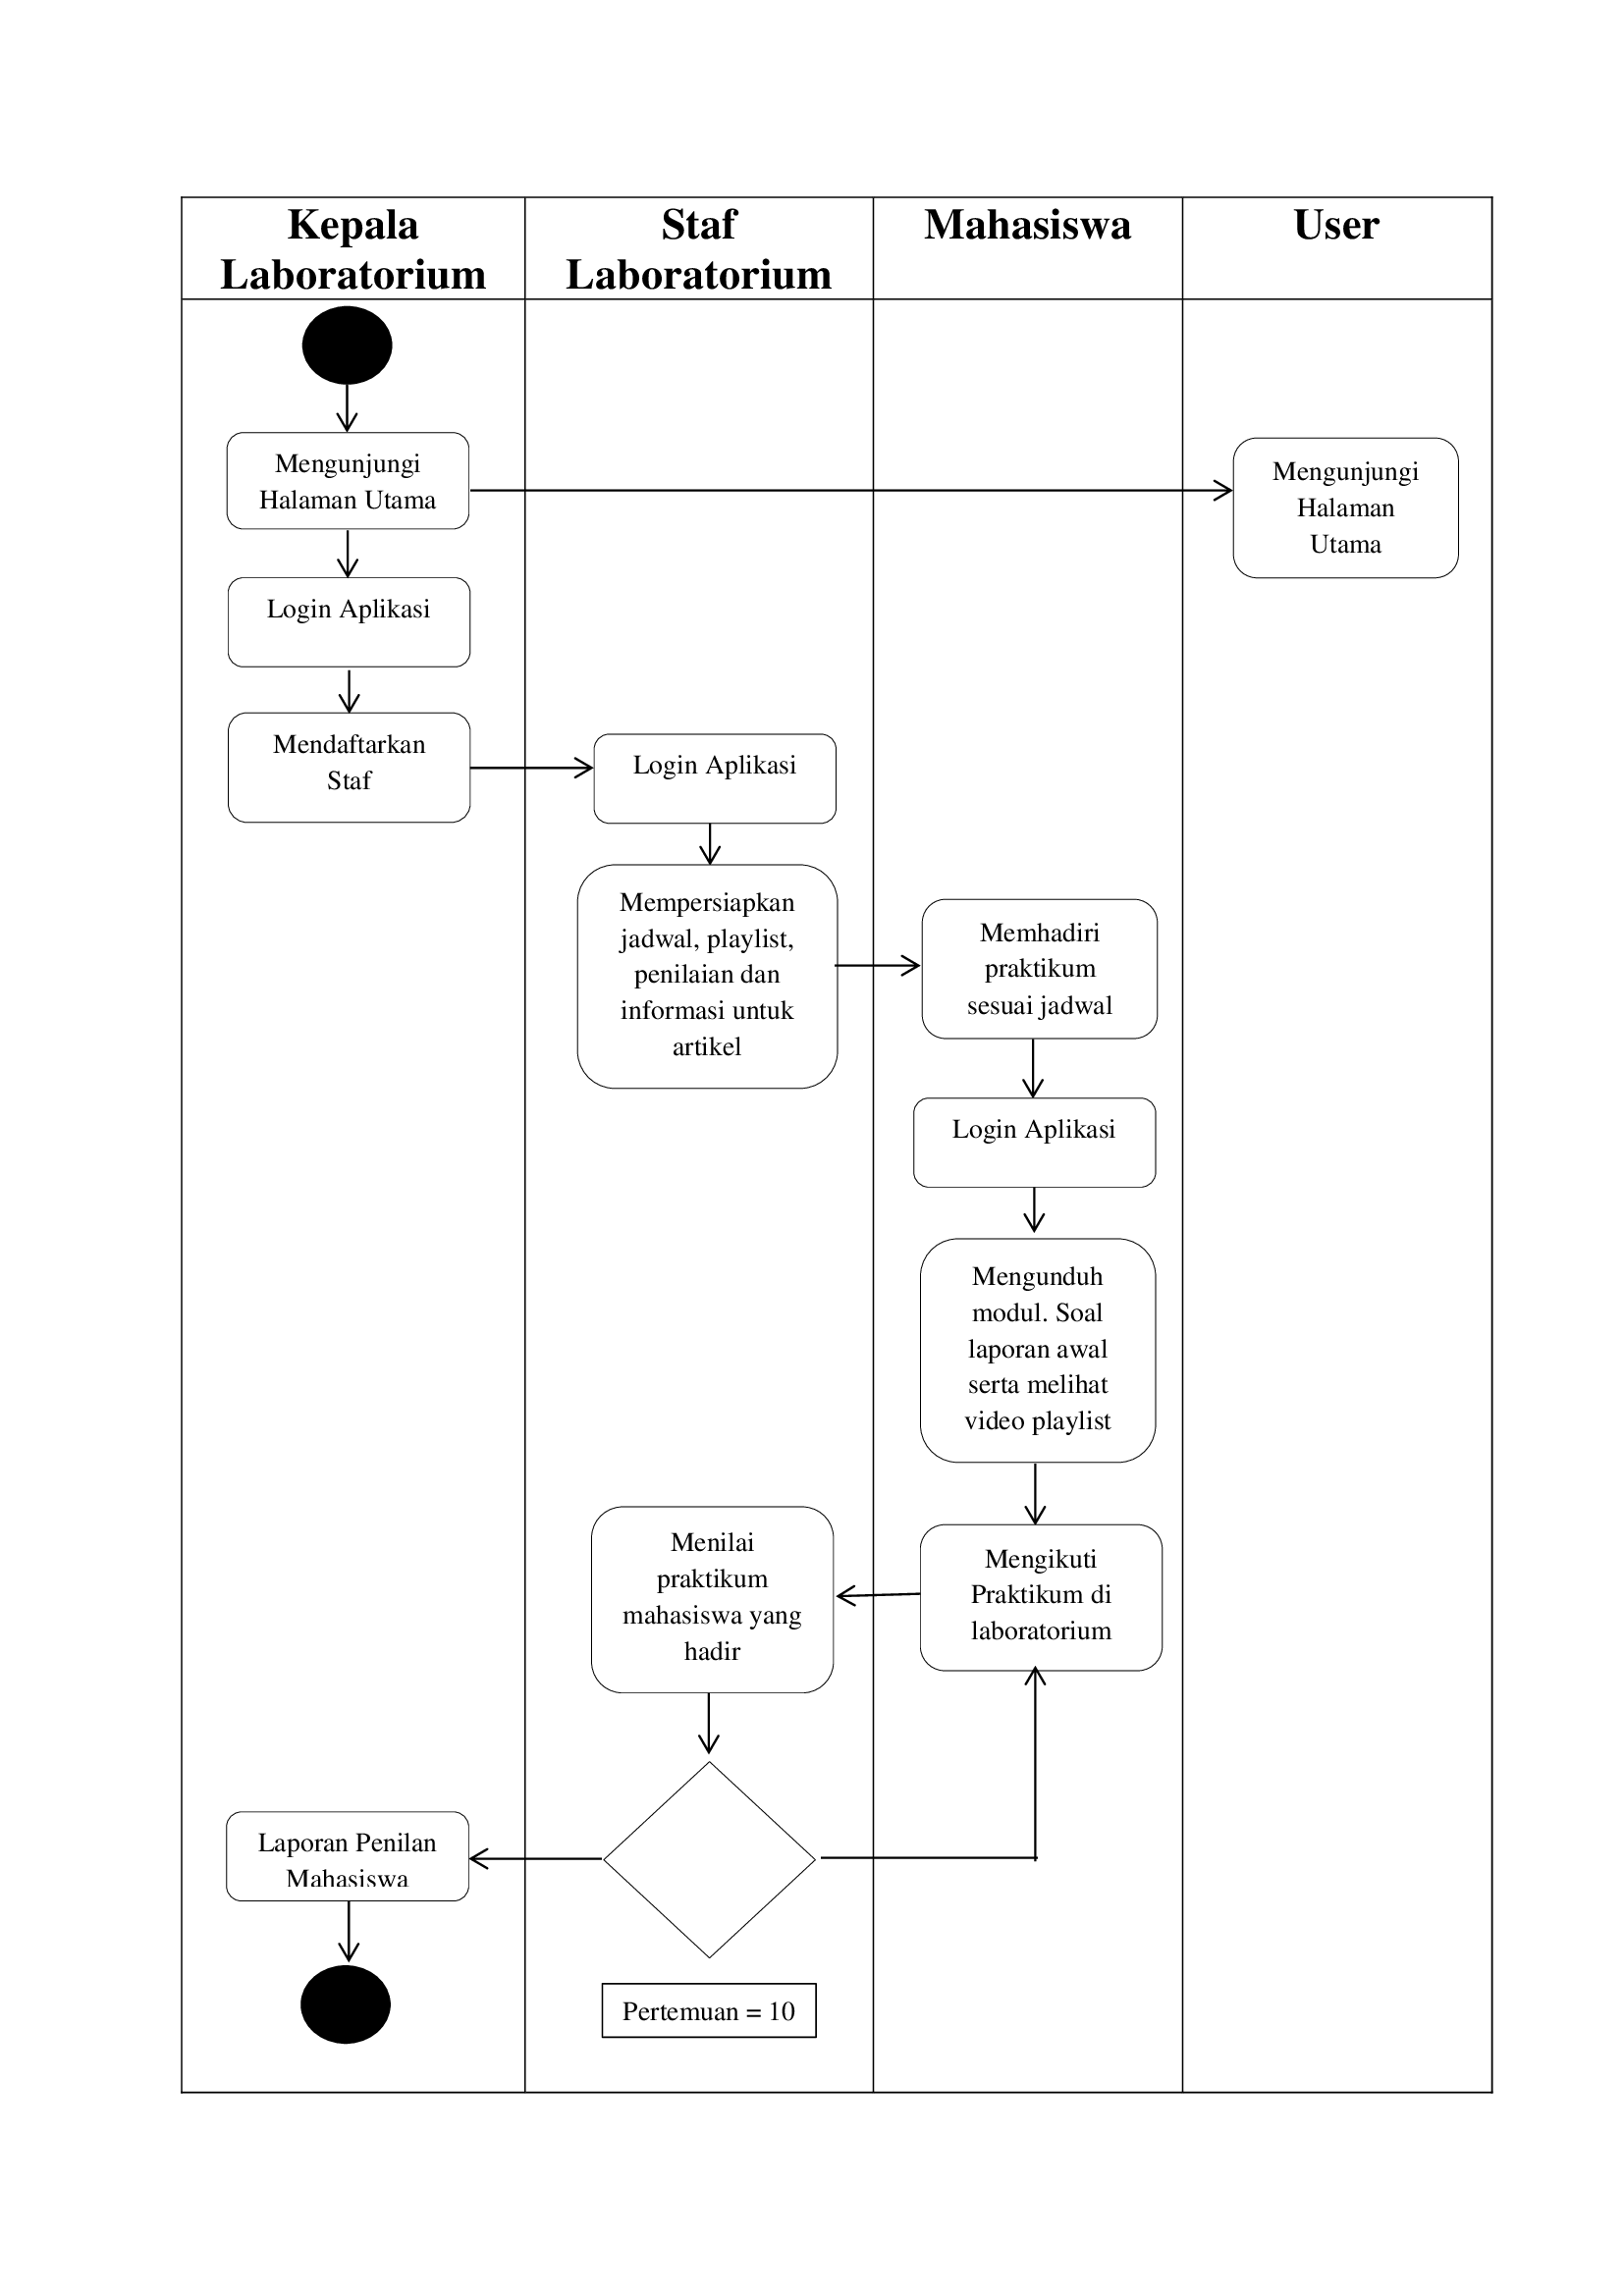 Kepala
Laboratorium
Staf
Laboratorium
Mahasiswa
User
Mengunjungi
Halaman Utama
Mengunjungi
Halaman
Utama
Login Aplikasi
Mendaftarkan
Staf
Login Aplikasi
Mempersiapkan
jadwal, playlist,
penilaian dan
informasi untuk
artikel
Memhadiri
praktikum
sesuai jadwal
Login Aplikasi
Mengunduh
modul. Soal
laporan awal
serta melihat
video playlist
Menilai
praktikum
mahasiswa yang
hadir
Mengikuti
Praktikum di
laboratorium
Laporan Penilan
Mahasiswa
Pertemuan = 10